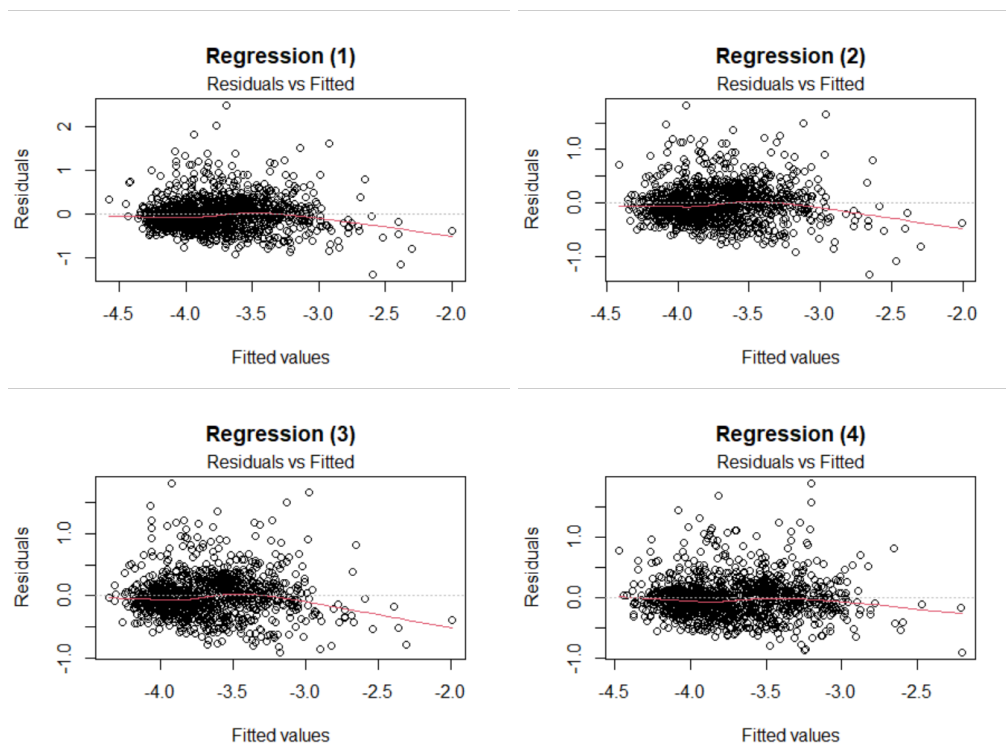 Regression (1)
Residuals vs Fitted
Residuals
2
1
0
-1
-4.5 -4.0 -3.5 -3.0 -2.5 -2.0
Fitted values
Regression (2)
Residuals vs Fitted
Residuals
1.0
0.0
-1.0
-4.5 -4.0 -3.5 -3.0 -2.5 -2.0
Fitted values
Regression (3)
Residuals vs Fitted
Residuals
1.0
0.0
-1.0
-4.0 -3.5 -3.0 -2.5 -2.0
Fitted values
Regression (4)
Residuals vs Fitted
Residuals
1.0
0.0
-1.0
-4.5 -4.0 -3.5 -3.0 -2.5
Fitted values